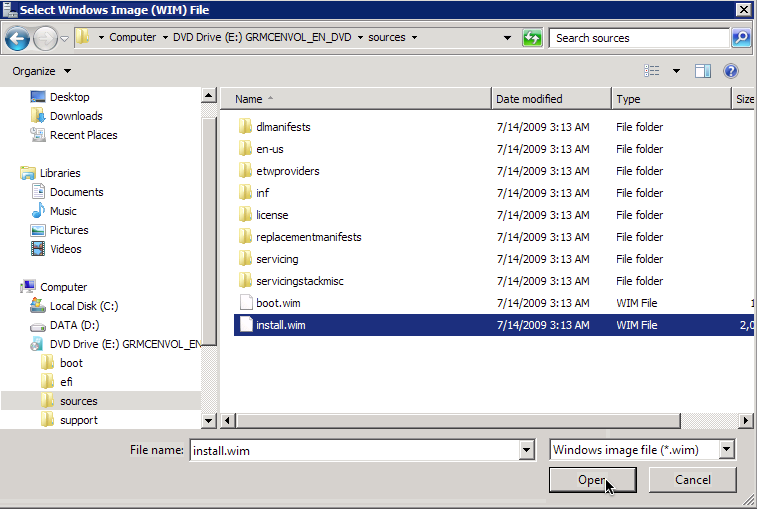 Select Windows Image (WIM) File
Computer DVD Drive (E:) GRMCENVOL_EN_DVD sources Search sources
Organize
Desktop
Downloads
Recent Places
Libraries
Documents
Music
Pictures
Videos
Computer
Local Disk (C:)
DATA (D:)
DVD Drive (E:) GRMCENVOL_EN
boot
efi
sources
support
Name Date modified Type Size
dlmanifests 7/14/2009 3:13 AM File folder
en-us 7/14/2009 3:13 AM File folder
etwproviders 7/14/2009 3:13 AM File folder
inf 7/14/2009 3:13 AM File folder
license 7/14/2009 3:13 AM File folder
replacementmanifests 7/14/2009 3:13 AM File folder
servicing 7/14/2009 3:13 AM File folder
servicingstackmisc 7/14/2009 3:13 AM File folder
boot.wim 7/14/2009 3:13 AM WIM File 1
install.wim 7/14/2009 3:13 AM WIM File 2,0
File name: install.wim Windows image file (*.wim)
Open Cancel